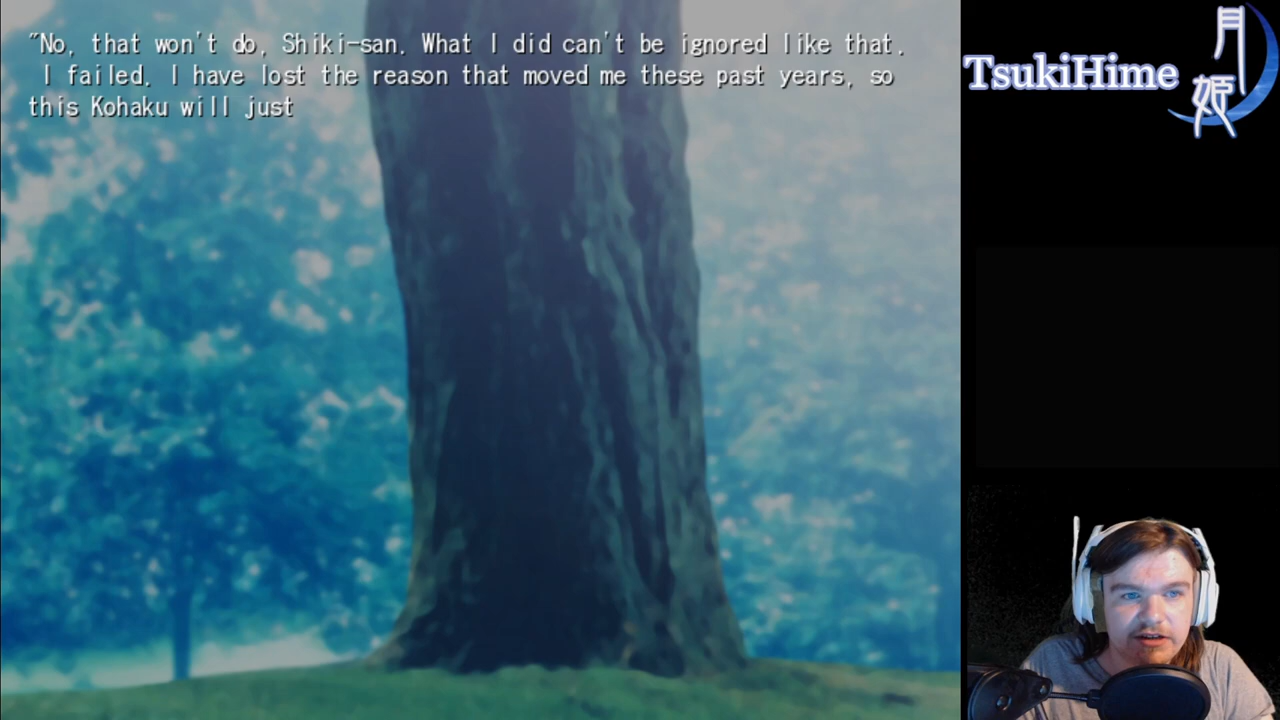 "No, that won't do, Shiki-san. What I did can't be ignored like that.
I failed. I have lost the reason that moved me these past years, so
this Kohaku will just
TsukiHime
月姫